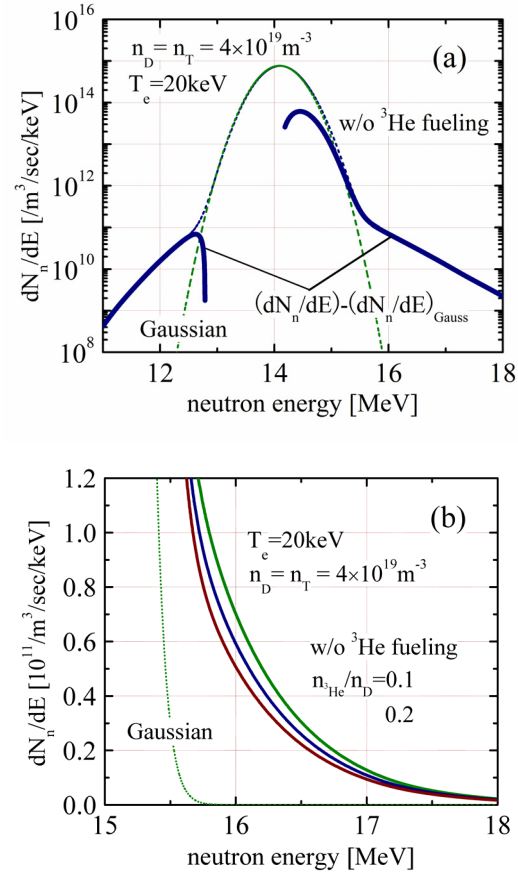 10^16
10^14
10^12
10^10
10^8
dN_n/dE [/m^3/sec/keV]
n_D = n_T = 4×10^19 m^-3
T_e=20keV
(a)
w/o ^3He fueling
(dN_n/dE)-(dN_n/dE)_Gauss
Gaussian
12 14 16 18
neutron energy [MeV]
1.2
1.0
0.8
0.6
0.4
0.2
0.0
dN_n/dE [10^11/m^3/sec/keV]
(b)
T_e=20keV
n_D = n_T = 4×10^19 m^-3
w/o ^3He fueling
n_3He/n_D=0.1
0.2
Gaussian
15 16 17 18
neutron energy [MeV]